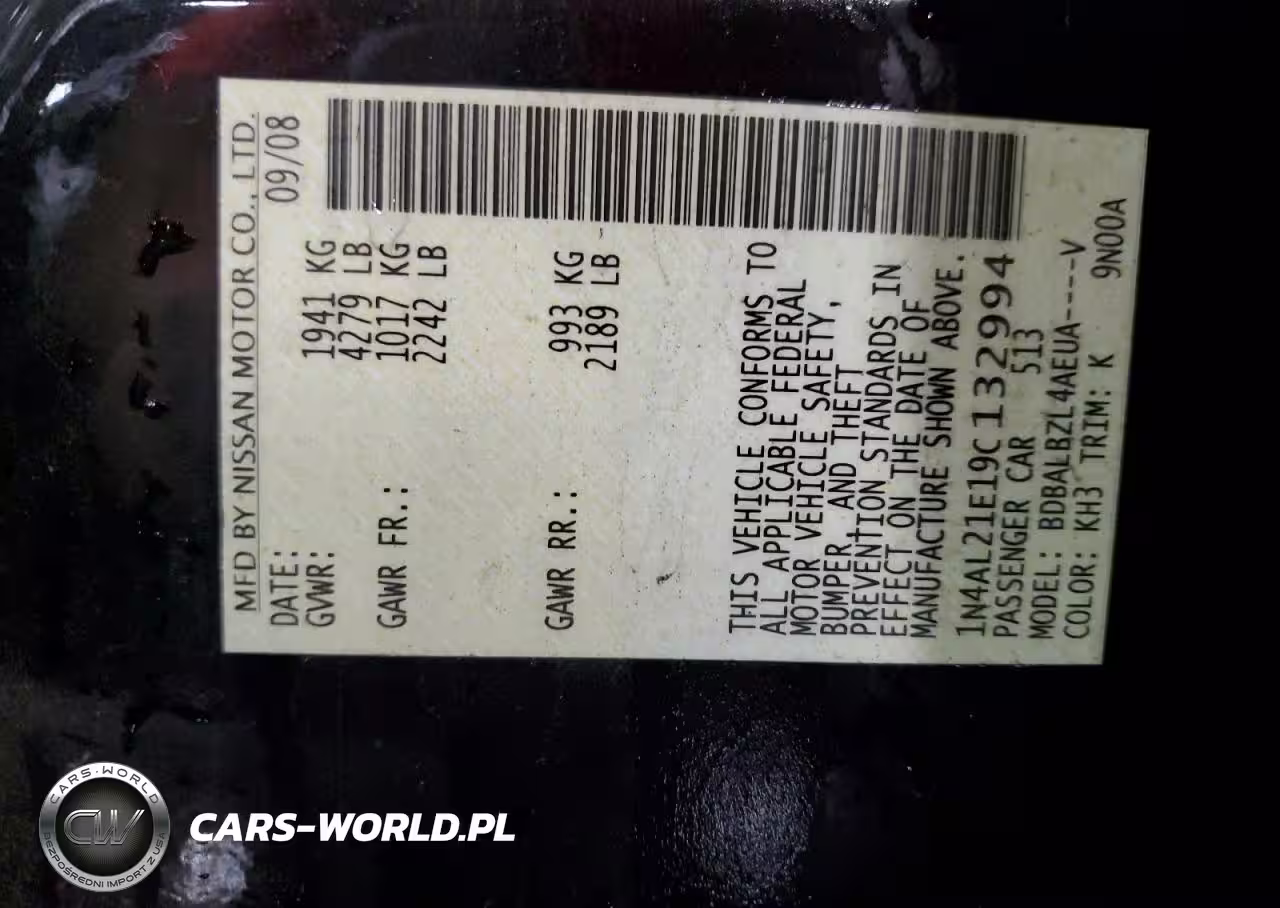 MFD BY NISSAN MOTOR CO., LTD.
DATE: 09/08
GVWR: 1941 KG
4279 LB
GAWR FR.: 1017 KG
2242 LB
GAWR RR.: 993 KG
2189 LB
THIS VEHICLE CONFORMS TO
ALL APPLICABLE FEDERAL
MOTOR VEHICLE SAFETY,
BUMPER, AND THEFT
PREVENTION STANDARDS IN
EFFECT ON THE DATE OF
MANUFACTURE SHOWN ABOVE.
1N4AL21E19C132994
PASSENGER CAR 513
MODEL: BDBALBZL4AEUA----V
COLOR: KH3 TRIM: K 9N00A
CARS-WORLD
CW
BEZPOŚREDNI IMPORT Z USA
CARS-WORLD.PL